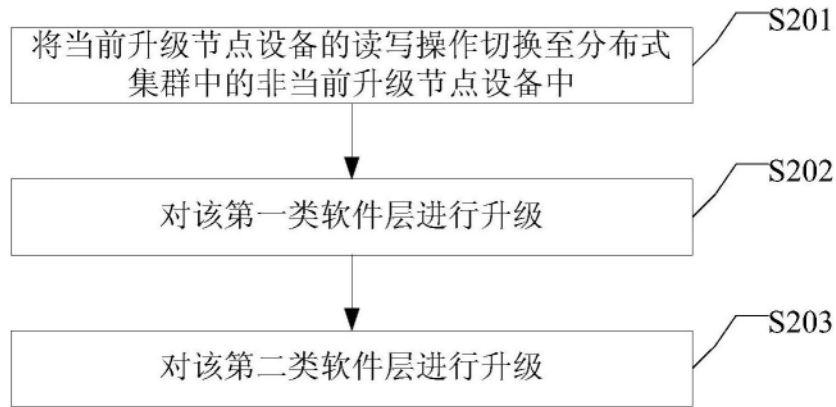 S201
将当前升级节点设备的读写操作切换至分布式
集群中的非当前升级节点设备中
S202
对该第一类软件层进行升级
S203
对该第二类软件层进行升级